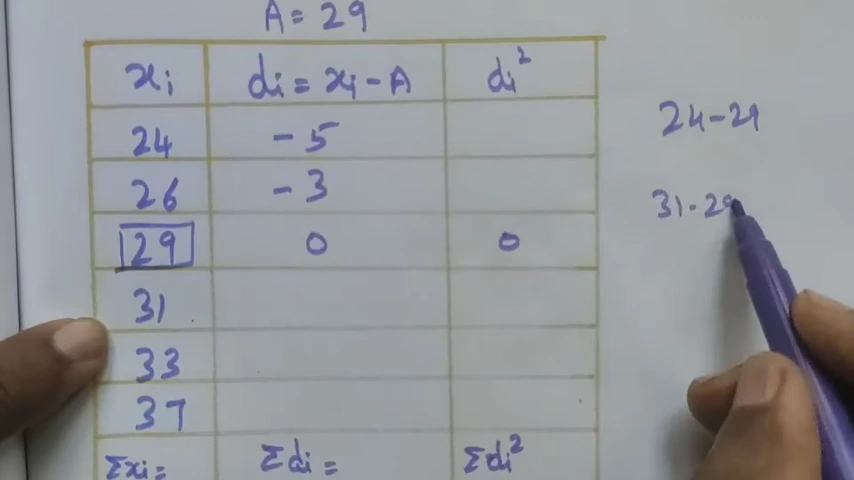 A = 29
xi di = xi - A di²
24 - 5
26 - 3
29 0 0
31
33
37
Σxi = Σdi = Σdi²
24 - 29
31 - 29